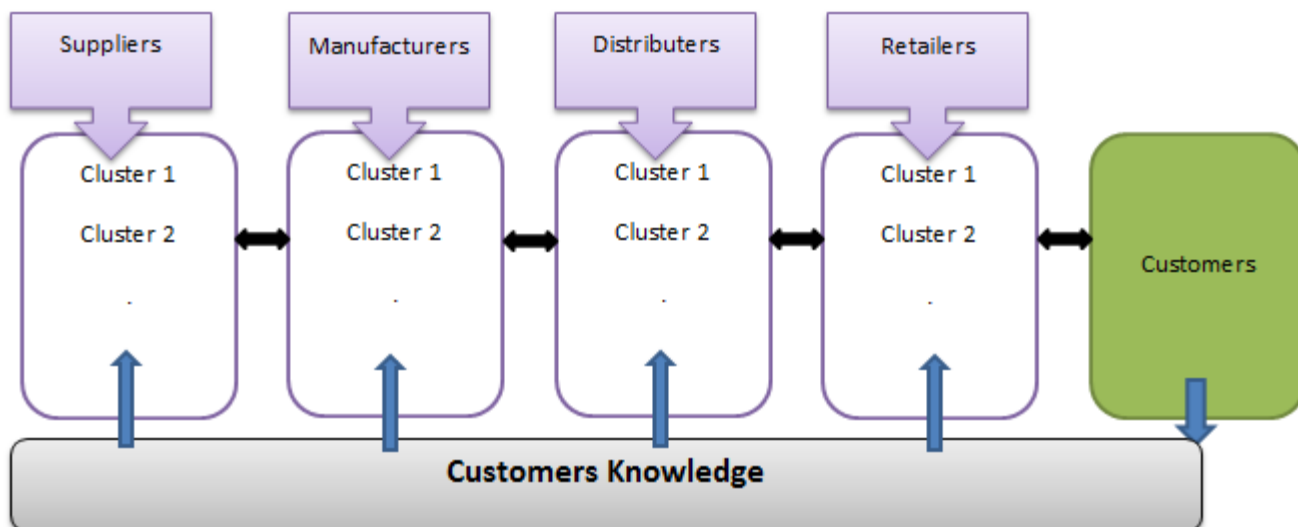 Suppliers
Manufacturers
Distributers
Retailers
Cluster 1
Cluster 2
.
Cluster 1
Cluster 2
.
Cluster 1
Cluster 2
.
Cluster 1
Cluster 2
.
Customers
Customers Knowledge